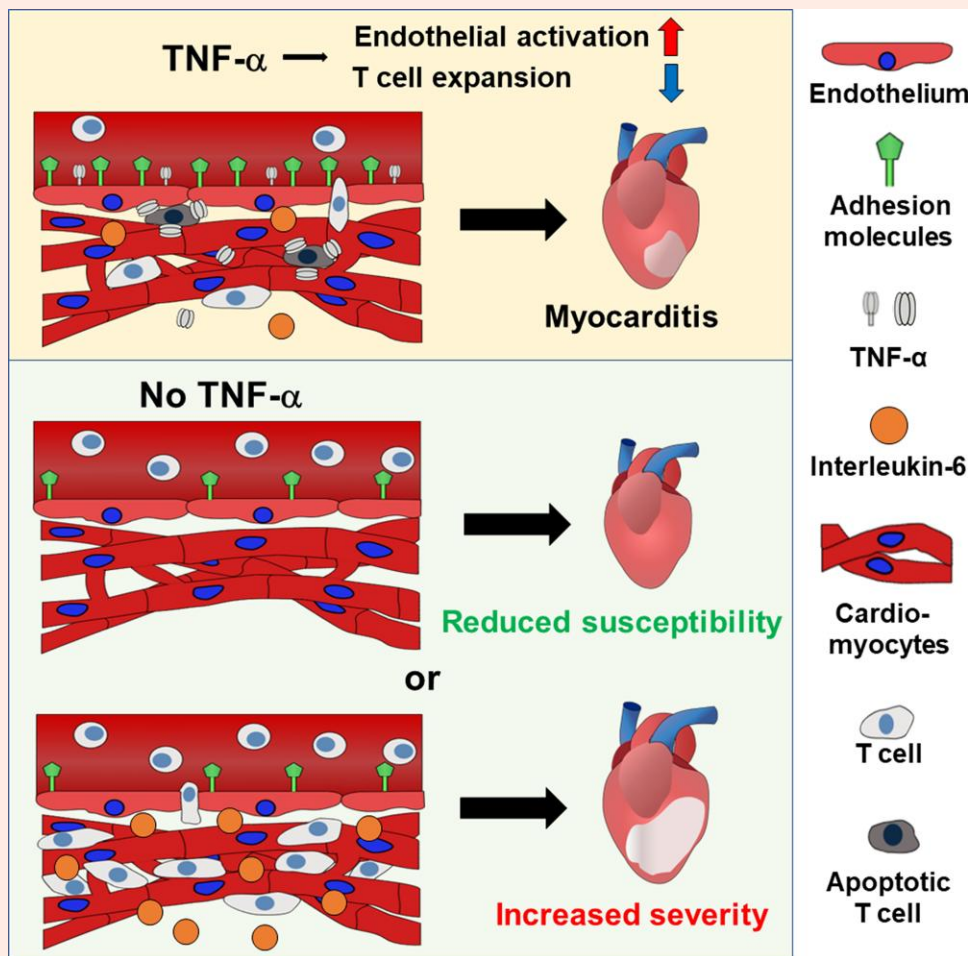 TNF-α → Endothelial activation
T cell expansion
Myocarditis
No TNF-α
Reduced susceptibility
or
Increased severity
Endothelium
Adhesion
molecules
TNF-α
Interleukin-6
Cardio-
myocytes
T cell
Apoptotic
T cell